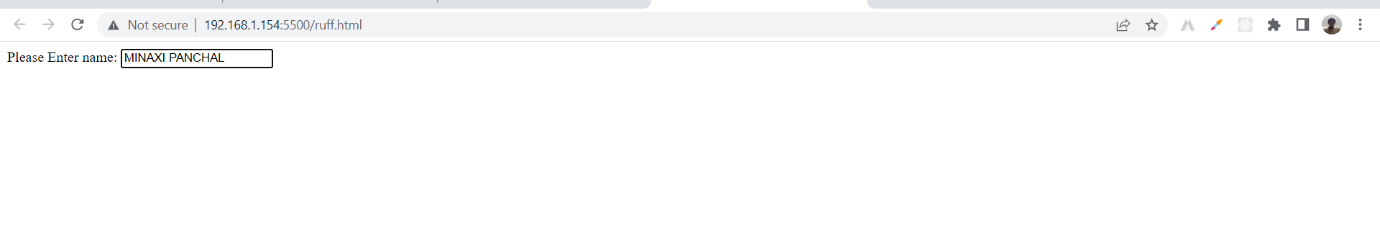 Not secure | 192.168.1.154:5500/ruff.html
Please Enter name: MINAXI PANCHAL